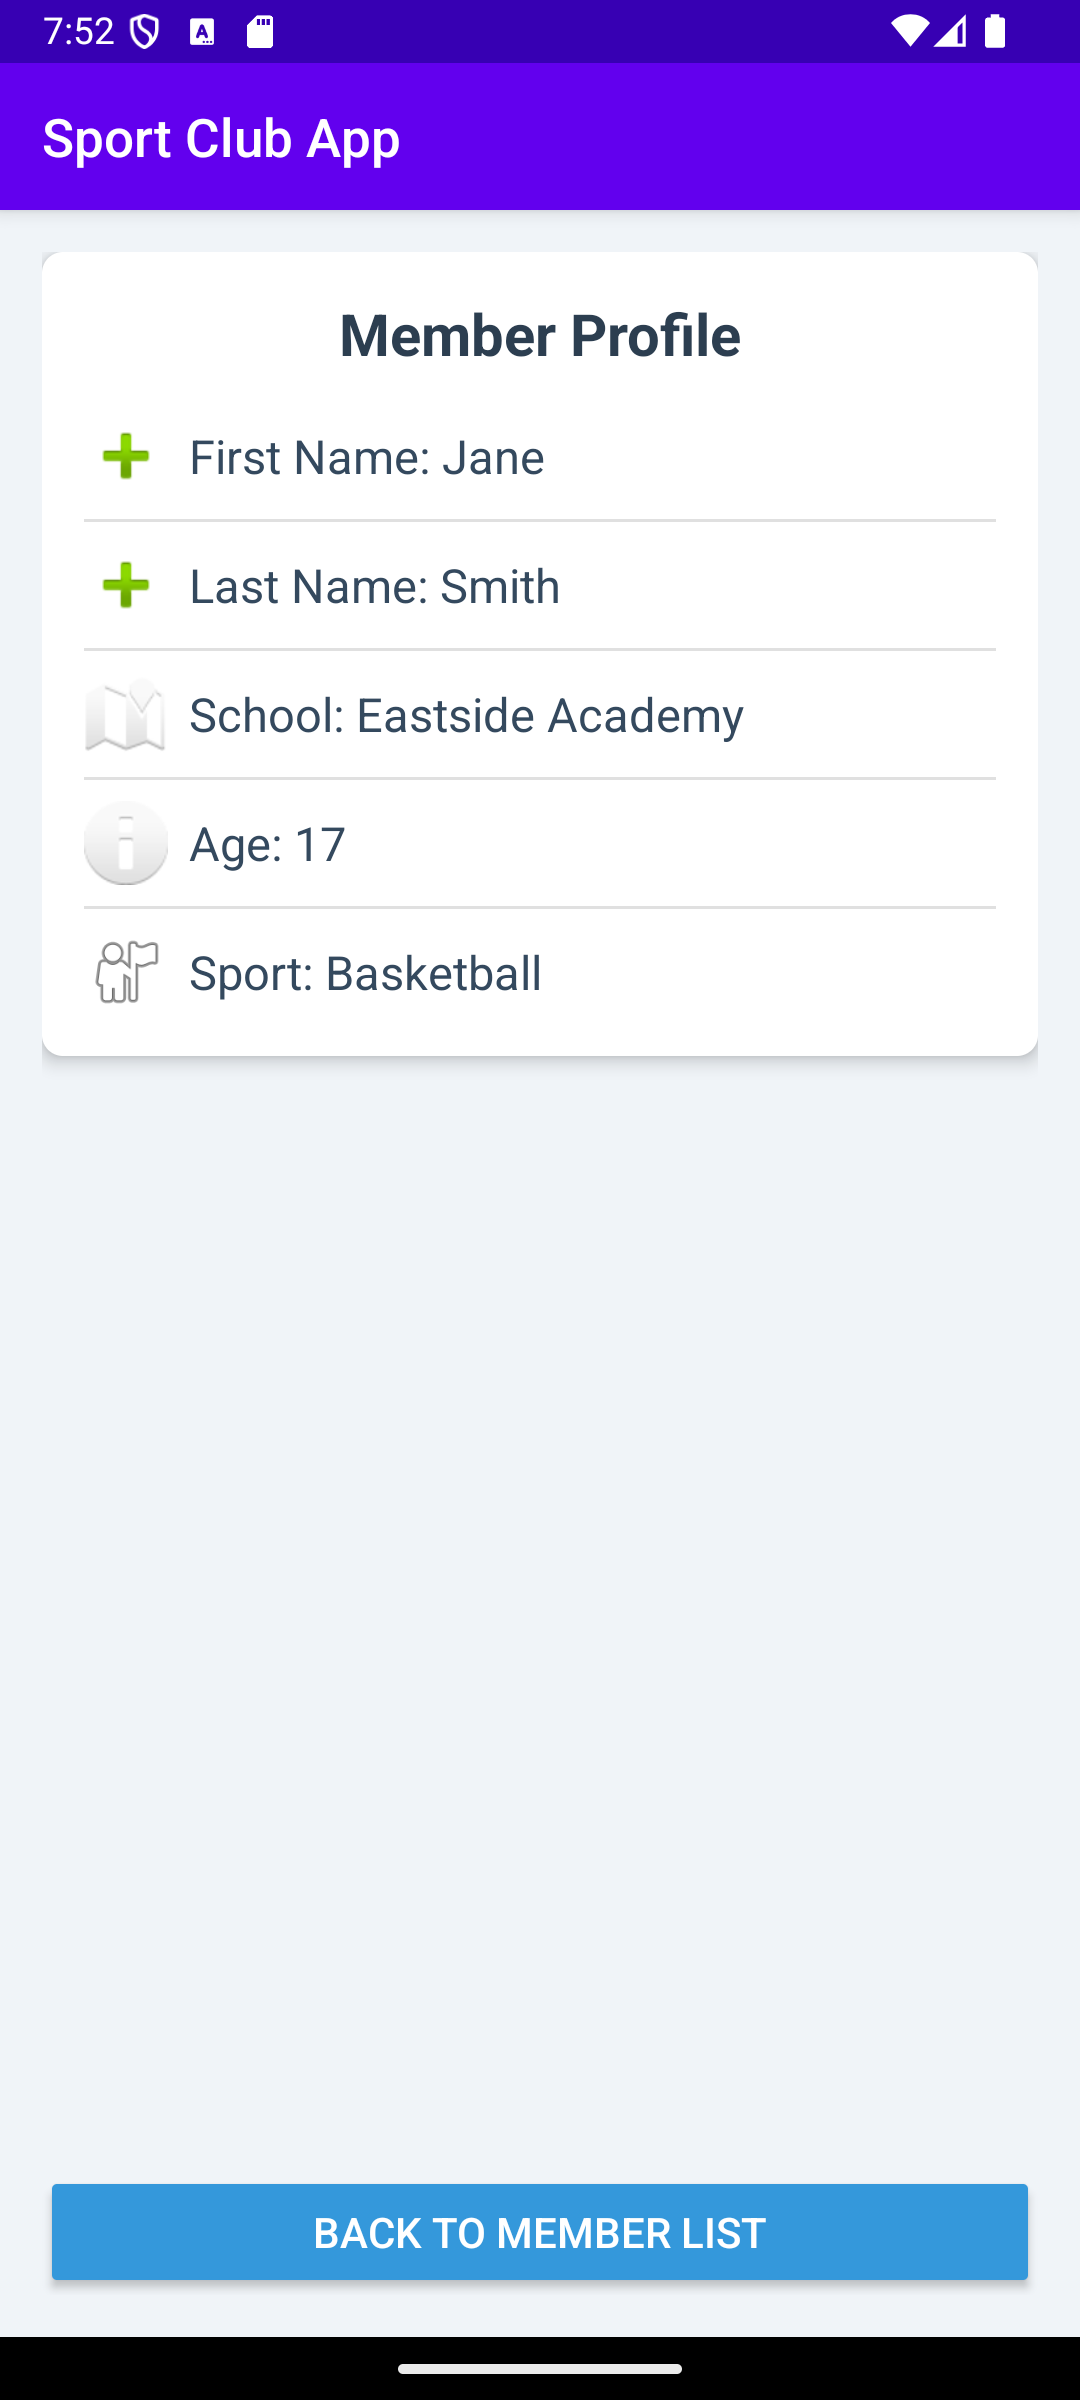 7:52
Sport Club App
Member Profile
First Name: Jane
Last Name: Smith
School: Eastside Academy
Age: 17
Sport: Basketball
BACK TO MEMBER LIST